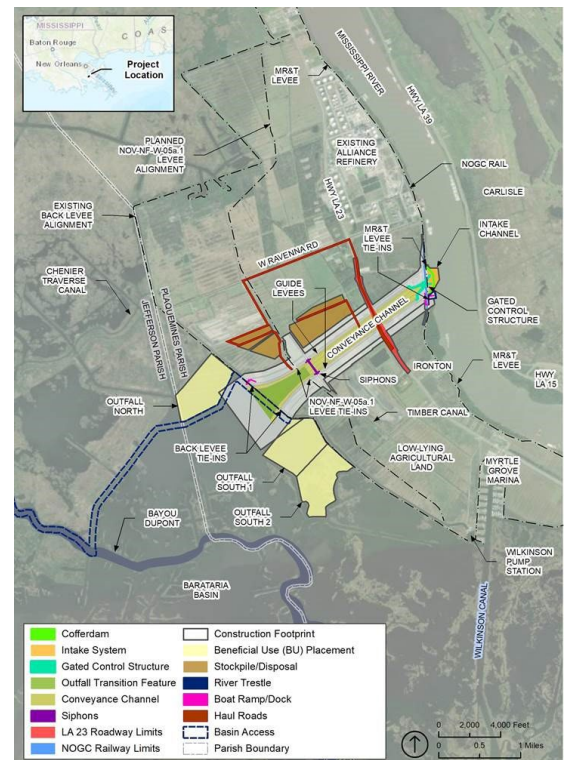 MISSISSIPPI
COAS
Baton Rouge
New Orleans
Project
Location
MR&T
LEVEE
MISSISSIPPI RIVER
HWY LA 39
PLANNED
NOV-NF-W-05a.1
LEVEE
ALIGNMENT
EXISTING
ALLIANCE
REFINERY
NOGC RAIL
HWY LA 23
CARLISLE
EXISTING
BACK LEVEE
ALIGNMENT
MR&T
LEVEE
TIE-INS
INTAKE
CHANNEL
W RAVENNA RD
CHENIER
TRAVERSE
CANAL
GUIDE
LEVEES
PLAQUEMINES PARISH
JEFFERSON PARISH
CONVEYANCE CHANNEL
GATED
CONTROL
STRUCTURE
MR&T
LEVEE
IRONTON
HWY
LA 15
SIPHONS
OUTFALL
NORTH
NOV-NF-W-05a.1
LEVEE TIE-INS
TIMBER CANAL
BACK LEVEE
TIE-INS
LOW-LYING
AGRICULTURAL
LAND
MYRTLE
GROVE
MARINA
OUTFALL
SOUTH 1
OUTFALL
SOUTH 2
BAYOU
DUPONT
WILKINSON
PUMP
STATION
BARATARIA
BASIN
WILKINSON CANAL
Cofferdam
Intake System
Gated Control Structure
Outfall Transition Feature
Conveyance Channel
Siphons
LA 23 Roadway Limits
NOGC Railway Limits
Construction Footprint
Beneficial Use (BU) Placement
Stockpile/Disposal
River Trestle
Boat Ramp/Dock
Haul Roads
Basin Access
Parish Boundary
0 2,000 4,000 Feet
0 0.5 1 Miles